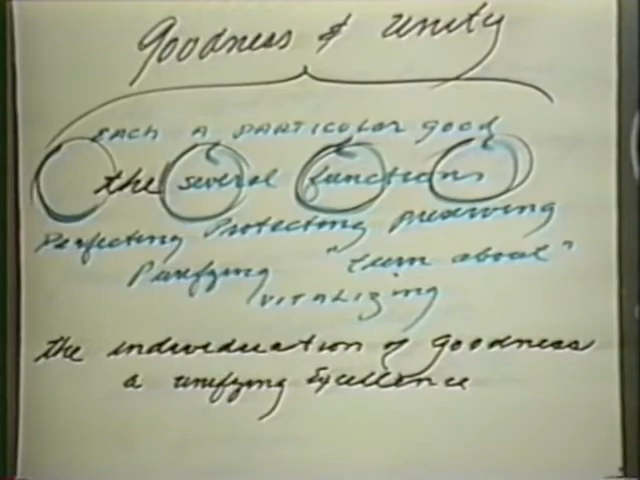 Goodness & Unity
EACH A PARTICULAR good
the several functions
Perfecting Protecting preserving
Purifying "turn about"
VITALIZING
the individuation of goodness
a unifying Excellence